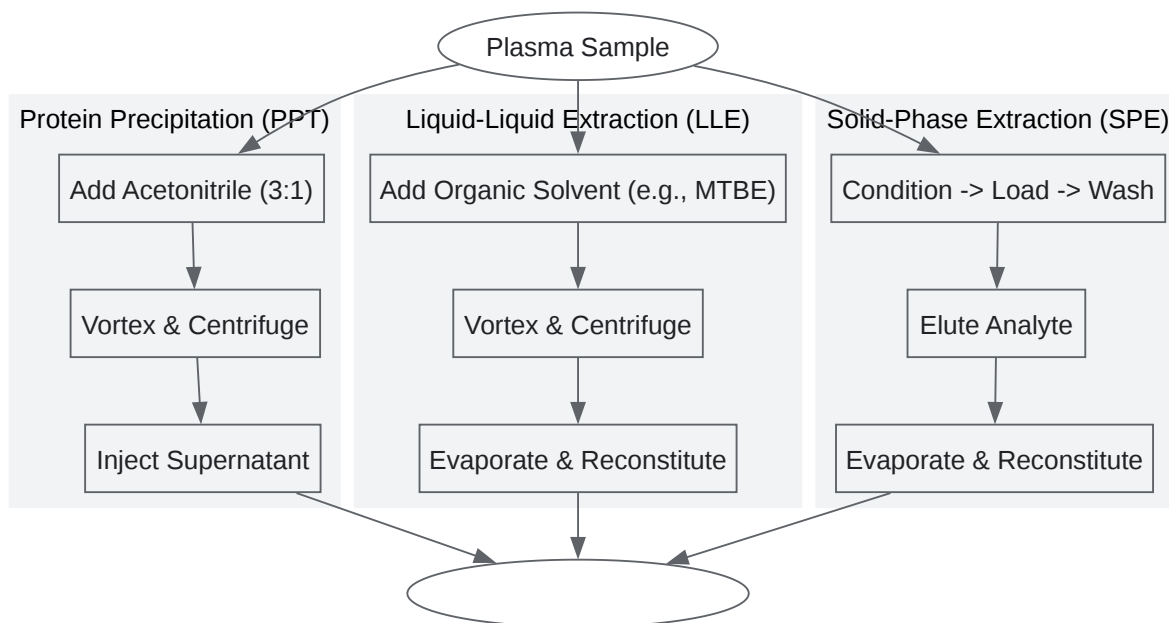 Plasma Sample
Protein Precipitation (PPT)
Liquid-Liquid Extraction (LLE)
Solid-Phase Extraction (SPE)
Add Acetonitrile (3:1)
Add Organic Solvent (e.g., MTBE)
Condition -> Load -> Wash
Vortex & Centrifuge
Vortex & Centrifuge
Elute Analyte
Inject Supernatant
Evaporate & Reconstitute
Evaporate & Reconstitute